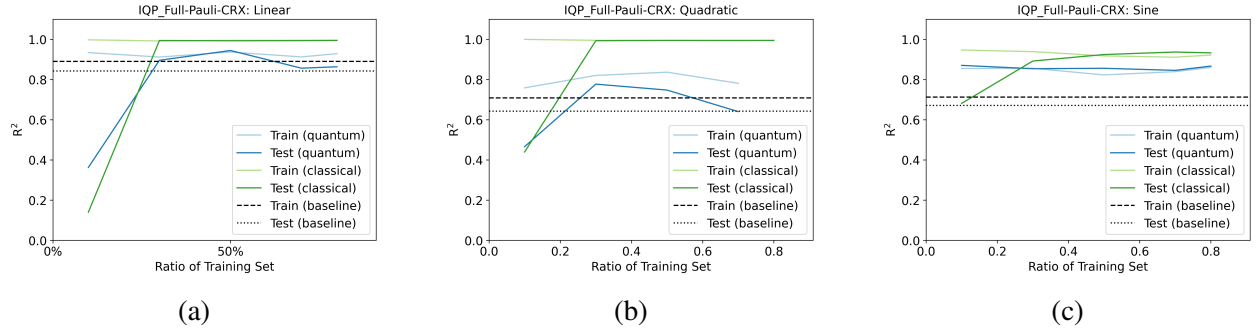 IQP_Full-Pauli-CRX: Linear
1.0
0.8
0.6
0.4
0.2
0.0
R²
Train (quantum)
Test (quantum)
Train (classical)
Test (classical)
Train (baseline)
Test (baseline)
0%
50%
Ratio of Training Set
(a)
IQP_Full-Pauli-CRX: Quadratic
1.0
0.8
0.6
0.4
0.2
0.0
R²
Train (quantum)
Test (quantum)
Train (classical)
Test (classical)
Train (baseline)
Test (baseline)
0.0 0.2 0.4 0.6 0.8
Ratio of Training Set
(b)
IQP_Full-Pauli-CRX: Sine
1.0
0.8
0.6
0.4
0.2
0.0
R²
Train (quantum)
Test (quantum)
Train (classical)
Test (classical)
Train (baseline)
Test (baseline)
0.0 0.2 0.4 0.6 0.8
Ratio of Training Set
(c)